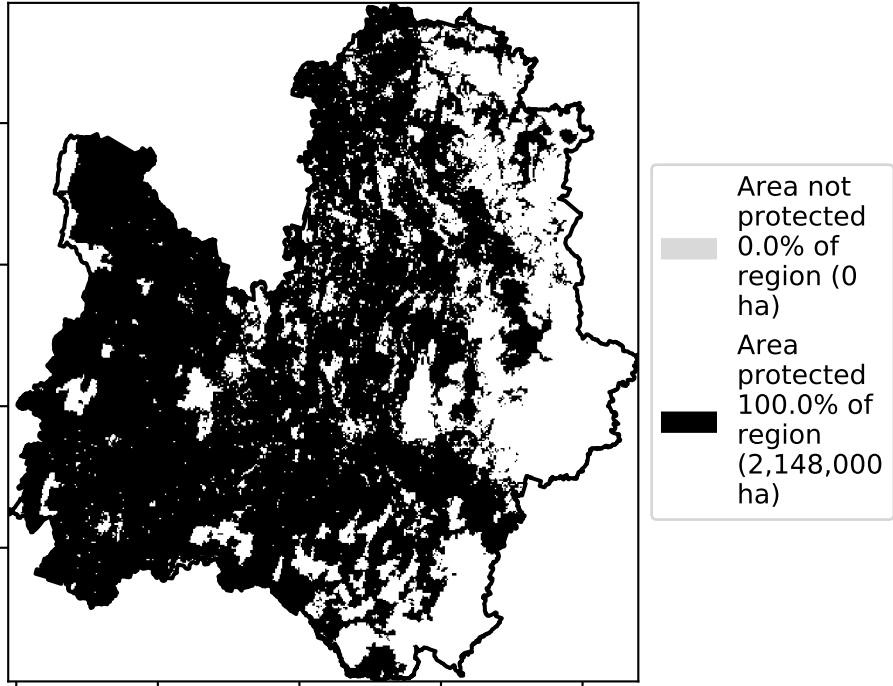 Area not
protected
0.0% of
region (0
ha)
Area
protected
100.0% of
region
(2,148,000
ha)